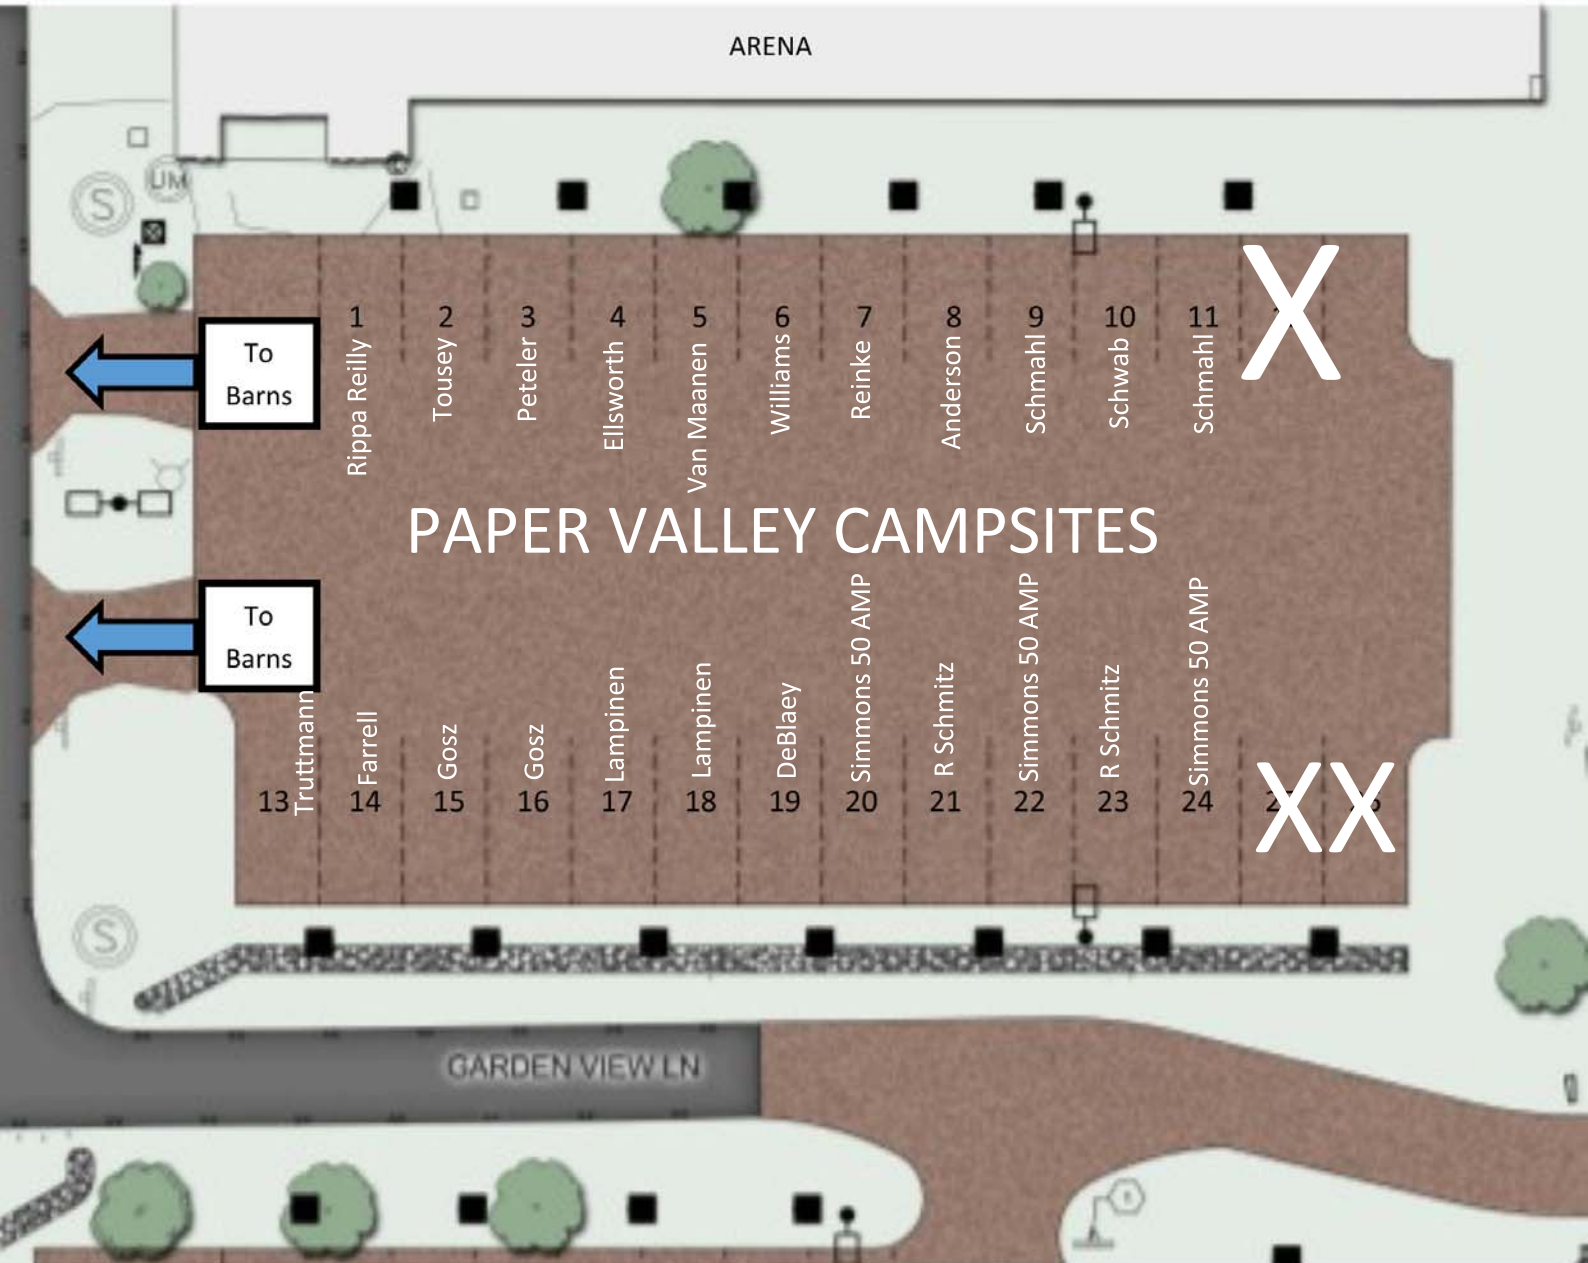 ARENA
UM
S
1 2 3 4 5 6 7 8 9 10 11
X
Rippa Reilly
Tousey
Peteler
Ellsworth
Van Maanen
Williams
Reinke
Anderson
Schmahl
Schwab
Schmahl
To
Barns
PAPER VALLEY CAMPSITES
To
Barns
Truttmann
Farrell
Gosz
Gosz
Lampinen
Lampinen
DeBlaey
Simmons 50 AMP
R Schmitz
Simmons 50 AMP
R Schmitz
Simmons 50 AMP
13 14 15 16 17 18 19 20 21 22 23 24
XX
S
GARDEN VIEW LN